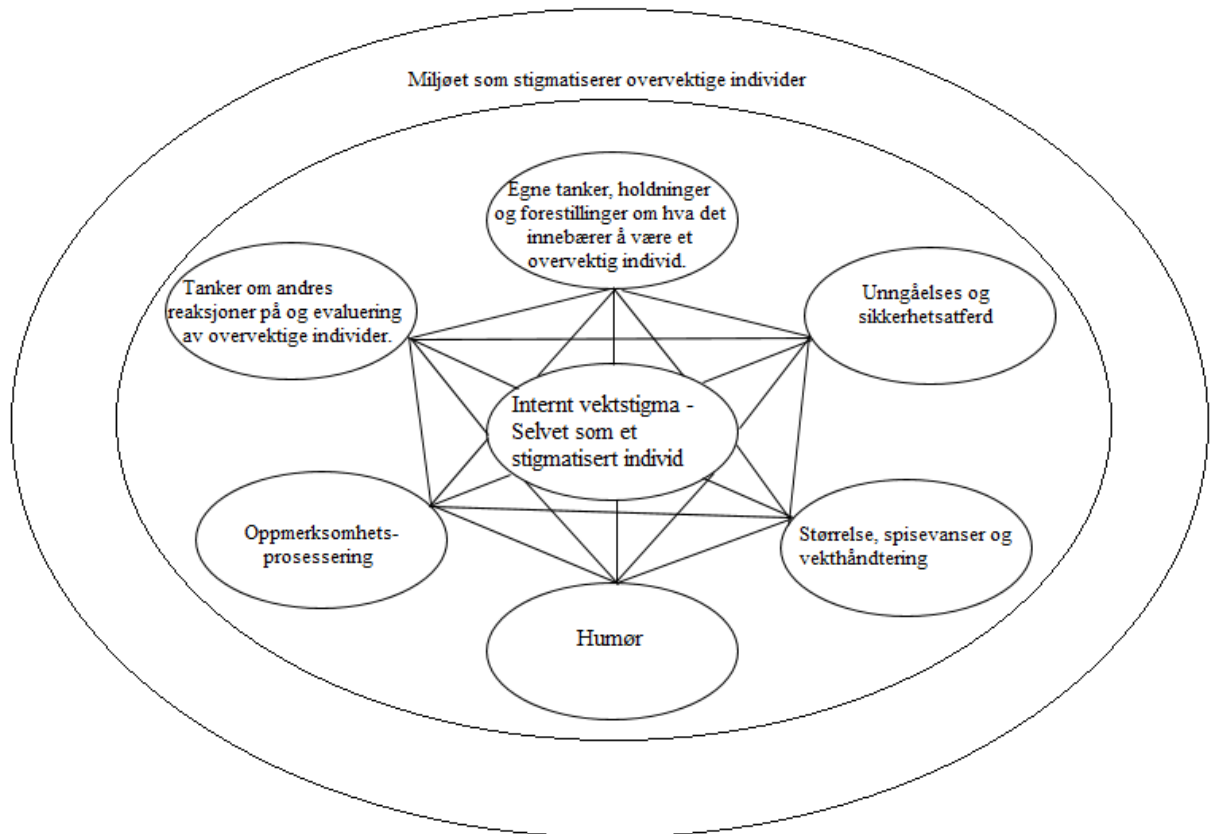 Miljøet som stigmatiserer overvektige individer
Egne tanker, holdninger
og forestillinger om hva det
innebærer å være et
overvektig individ.
Tanker om andres
reaksjoner på og evaluering
av overvektige individer.
Unngåelses og
sikkerhetsatferd
Internt vektstigma -
Selvet som et
stigmatisert individ
Oppmerksomhets-
prosessering
Størrelse, spisevanser og
vekthåndtering
Humør